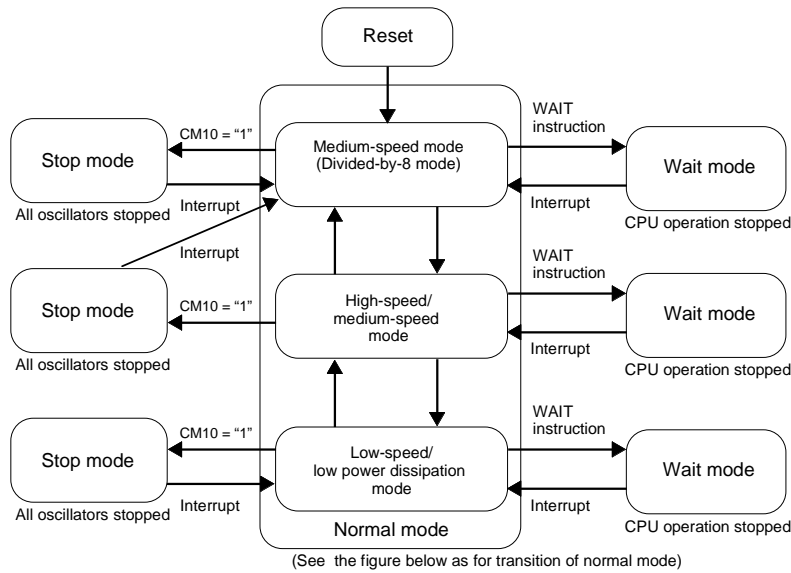 Reset
WAIT
instruction
CM10 = “1”
Medium-speed mode
(Divided-by-8 mode)
Stop mode
Wait mode
Interrupt
Interrupt
All oscillators stopped
CPU operation stopped
Interrupt
WAIT
instruction
CM10 = “1”
High-speed/
medium-speed
mode
Stop mode
Wait mode
Interrupt
All oscillators stopped
CPU operation stopped
WAIT
instruction
CM10 = “1”
Low-speed/
low power dissipation
mode
Stop mode
Wait mode
Interrupt
Interrupt
All oscillators stopped
CPU operation stopped
Normal mode
(See the figure below as for transition of normal mode)